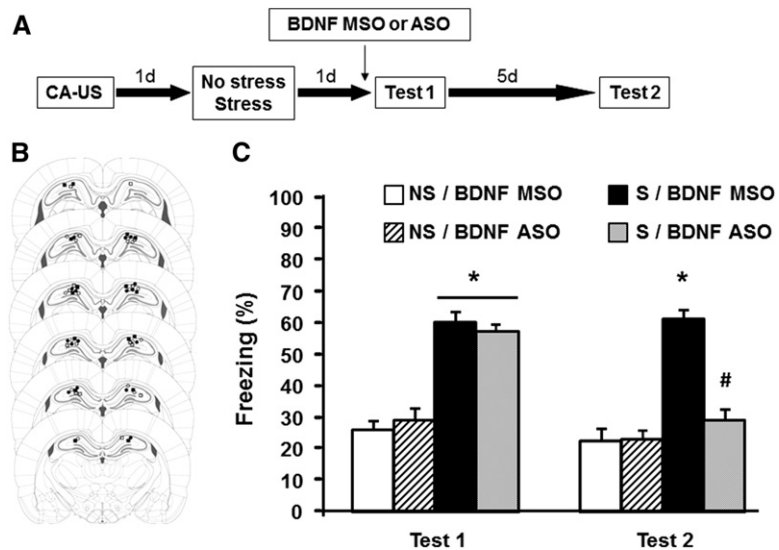 A
BDNF MSO or ASO
CA-US
1d
No stress
Stress
1d
Test 1
5d
Test 2
B
C
NS / BDNF MSO
S / BDNF MSO
NS / BDNF ASO
S / BDNF ASO
Freezing (%)
100
90
80
70
60
50
40
30
20
10
0
*
*
#
Test 1
Test 2